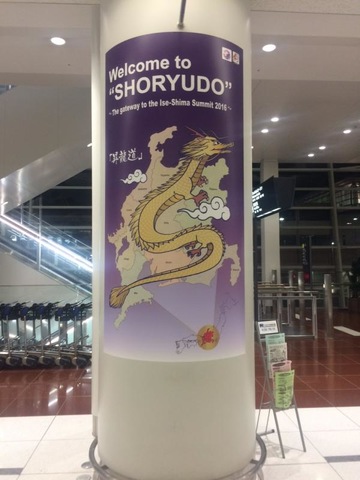 Welcome to
"SHORYUDO"
~ The gateway to the Ise-Shima Summit 2016 ~
「昇龍道」